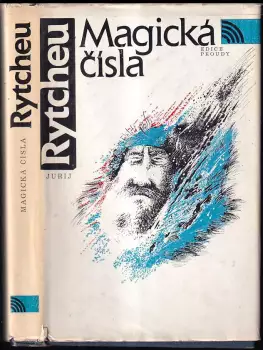 Rytcheu
MAGICKÁ ČÍSLA
JURIJ
Rytcheu
Magická
čísla
EDICE
PROUDY